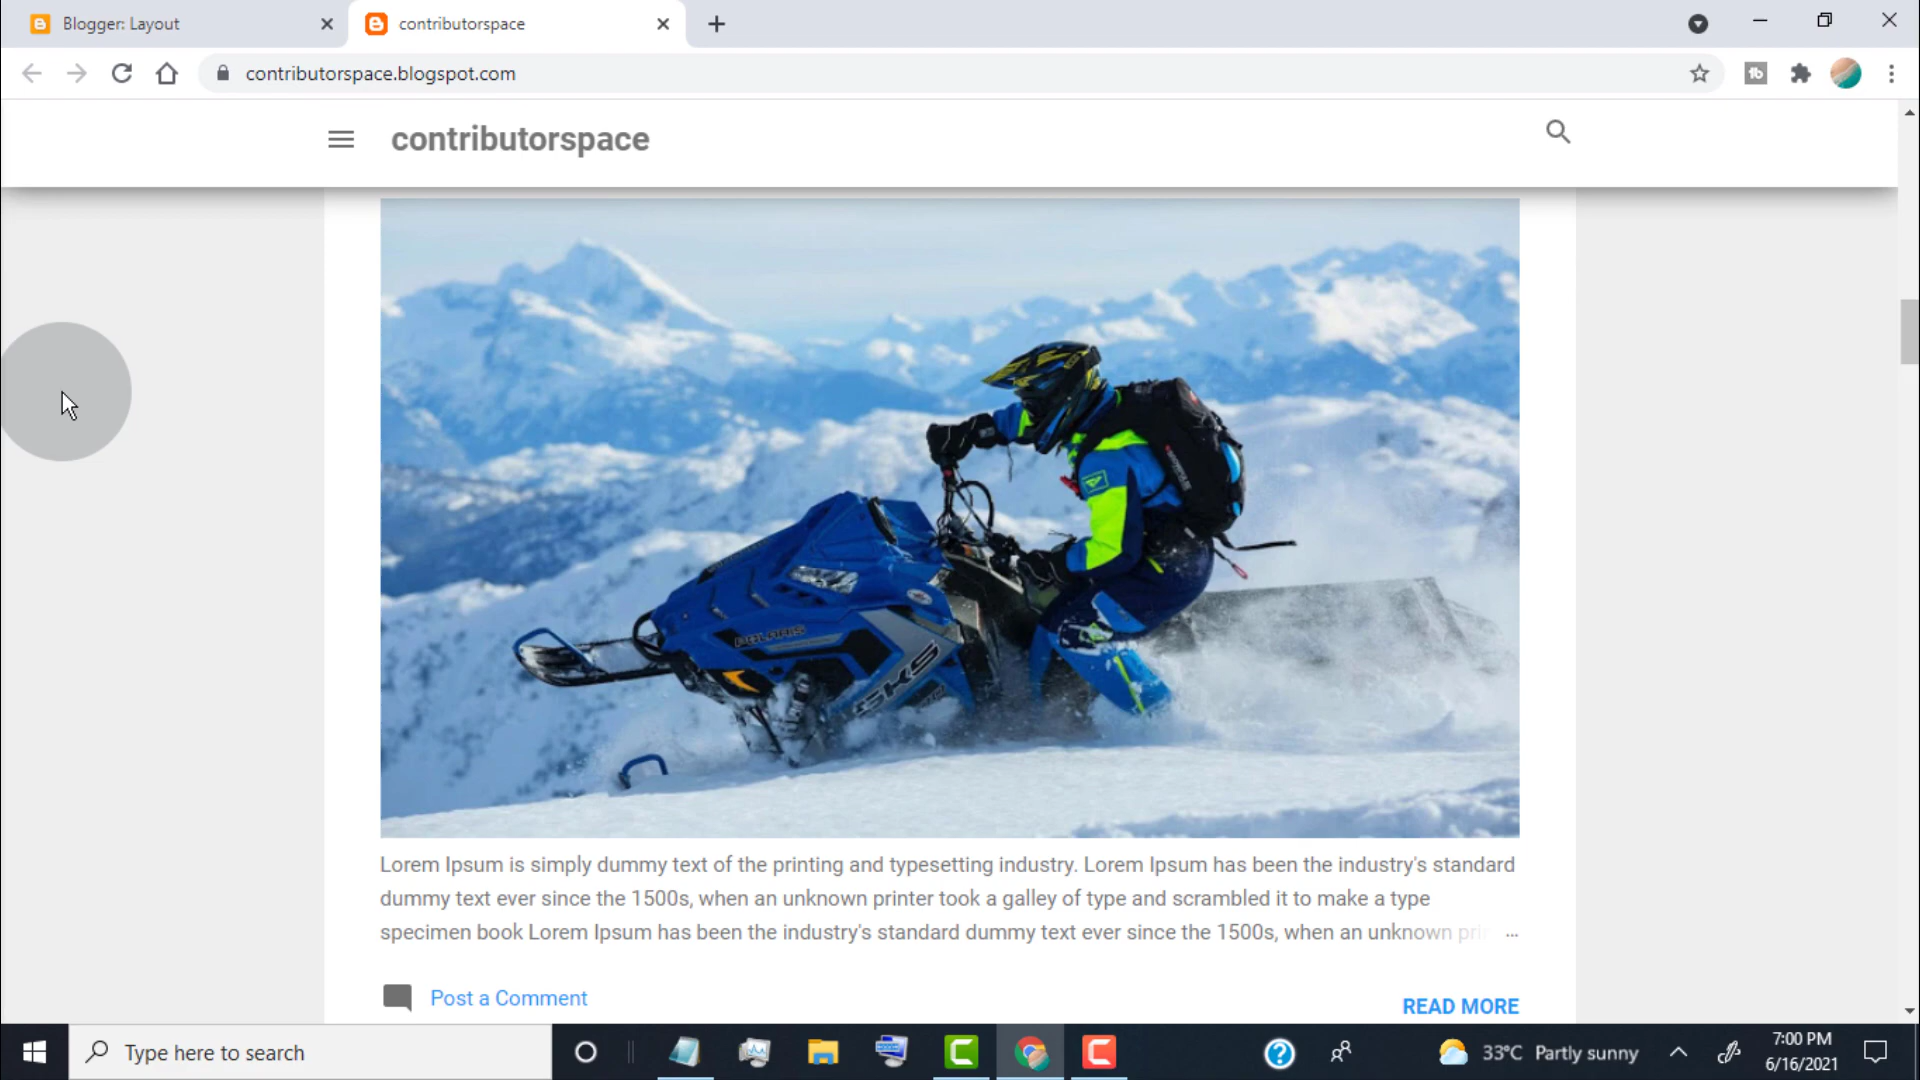 Blogger: Layout
contributorspace
contributorspace.blogspot.com
contributorspace
POLARIS
SKS
Lorem Ipsum is simply dummy text of the printing and typesetting industry. Lorem Ipsum has been the industry's standard
dummy text ever since the 1500s, when an unknown printer took a galley of type and scrambled it to make a type
specimen book Lorem Ipsum has been the industry's standard dummy text ever since the 1500s, when an unknown pri ...
Post a Comment
READ MORE
Type here to search
33°C Partly sunny
7:00 PM
6/16/2021